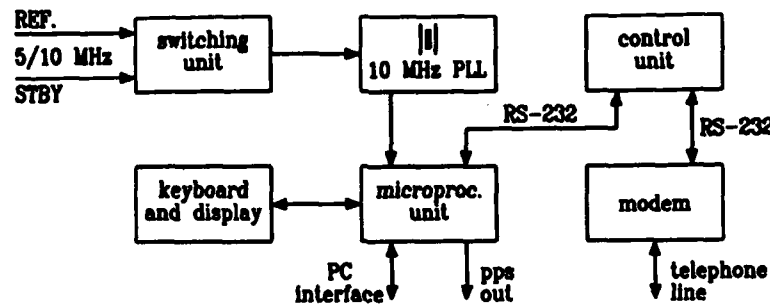 REF.
5/10 MHz
STBY
switching
unit
10 MHz PLL
control
unit
RS-232
RS-232
keyboard
and display
microproc.
unit
modem
PC
interface
pps
out
telephone
line